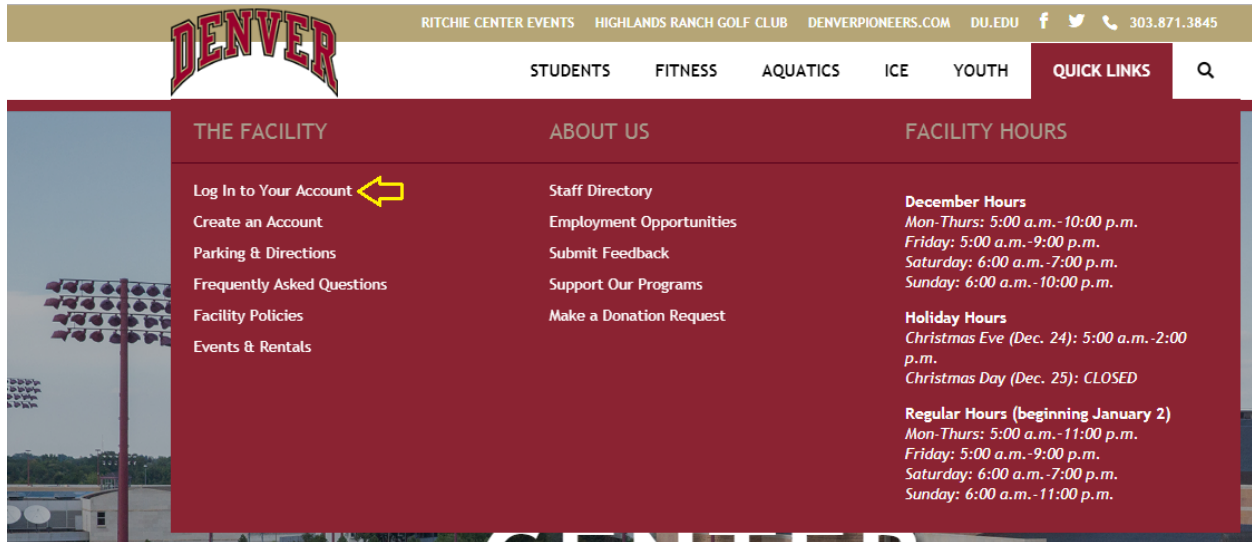 DENVER
RITCHIE CENTER EVENTS HIGHLANDS RANCH GOLF CLUB DENVERPIONEERS.COM DU.EDU f 303.871.3845
STUDENTS FITNESS AQUATICS ICE YOUTH QUICK LINKS
THE FACILITY
Log In to Your Account
Create an Account
Parking & Directions
Frequently Asked Questions
Facility Policies
Events & Rentals
ABOUT US
Staff Directory
Employment Opportunities
Submit Feedback
Support Our Programs
Make a Donation Request
FACILITY HOURS
December Hours
Mon-Thurs: 5:00 a.m.-10:00 p.m.
Friday: 5:00 a.m.-9:00 p.m.
Saturday: 6:00 a.m.-7:00 p.m.
Sunday: 6:00 a.m.-10:00 p.m.
Holiday Hours
Christmas Eve (Dec. 24): 5:00 a.m.-2:00
p.m.
Christmas Day (Dec. 25): CLOSED
Regular Hours (beginning January 2)
Mon-Thurs: 5:00 a.m.-11:00 p.m.
Friday: 5:00 a.m.-9:00 p.m.
Saturday: 6:00 a.m.-7:00 p.m.
Sunday: 6:00 a.m.-11:00 p.m.
CENTER